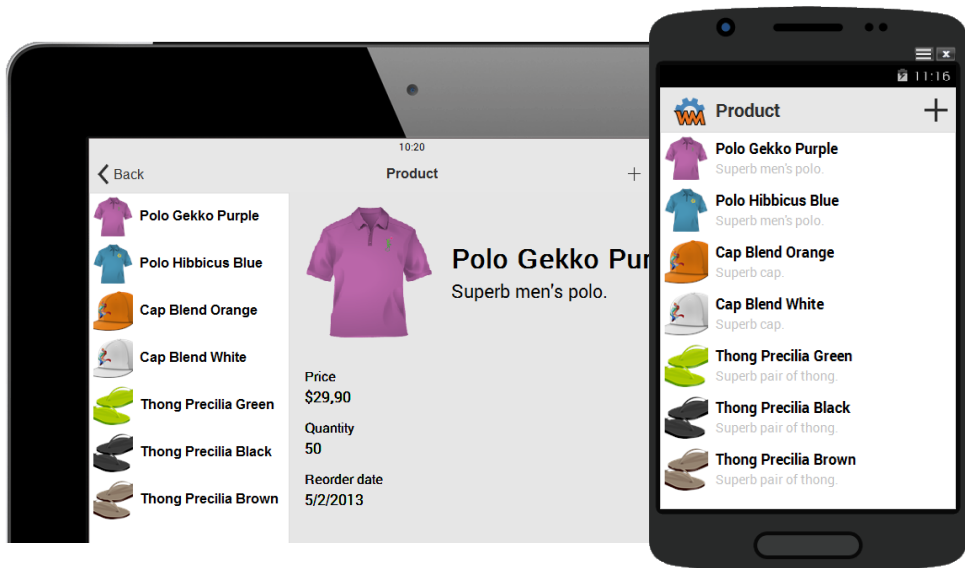 10:20
Back
Product
+
Polo Gekko Purple
Polo Hibbicus Blue
Cap Blend Orange
Cap Blend White
Thong Precilia Green
Thong Precilia Black
Thong Precilia Brown
Polo Gekko Pur
Superb men's polo.
Price
$29,90
Quantity
50
Reorder date
5/2/2013
11:16
WM
Product
+
Polo Gekko Purple
Superb men's polo.
Polo Hibbicus Blue
Superb men's polo.
Cap Blend Orange
Superb cap.
Cap Blend White
Superb cap.
Thong Precilia Green
Superb pair of thong.
Thong Precilia Black
Superb pair of thong.
Thong Precilia Brown
Superb pair of thong.